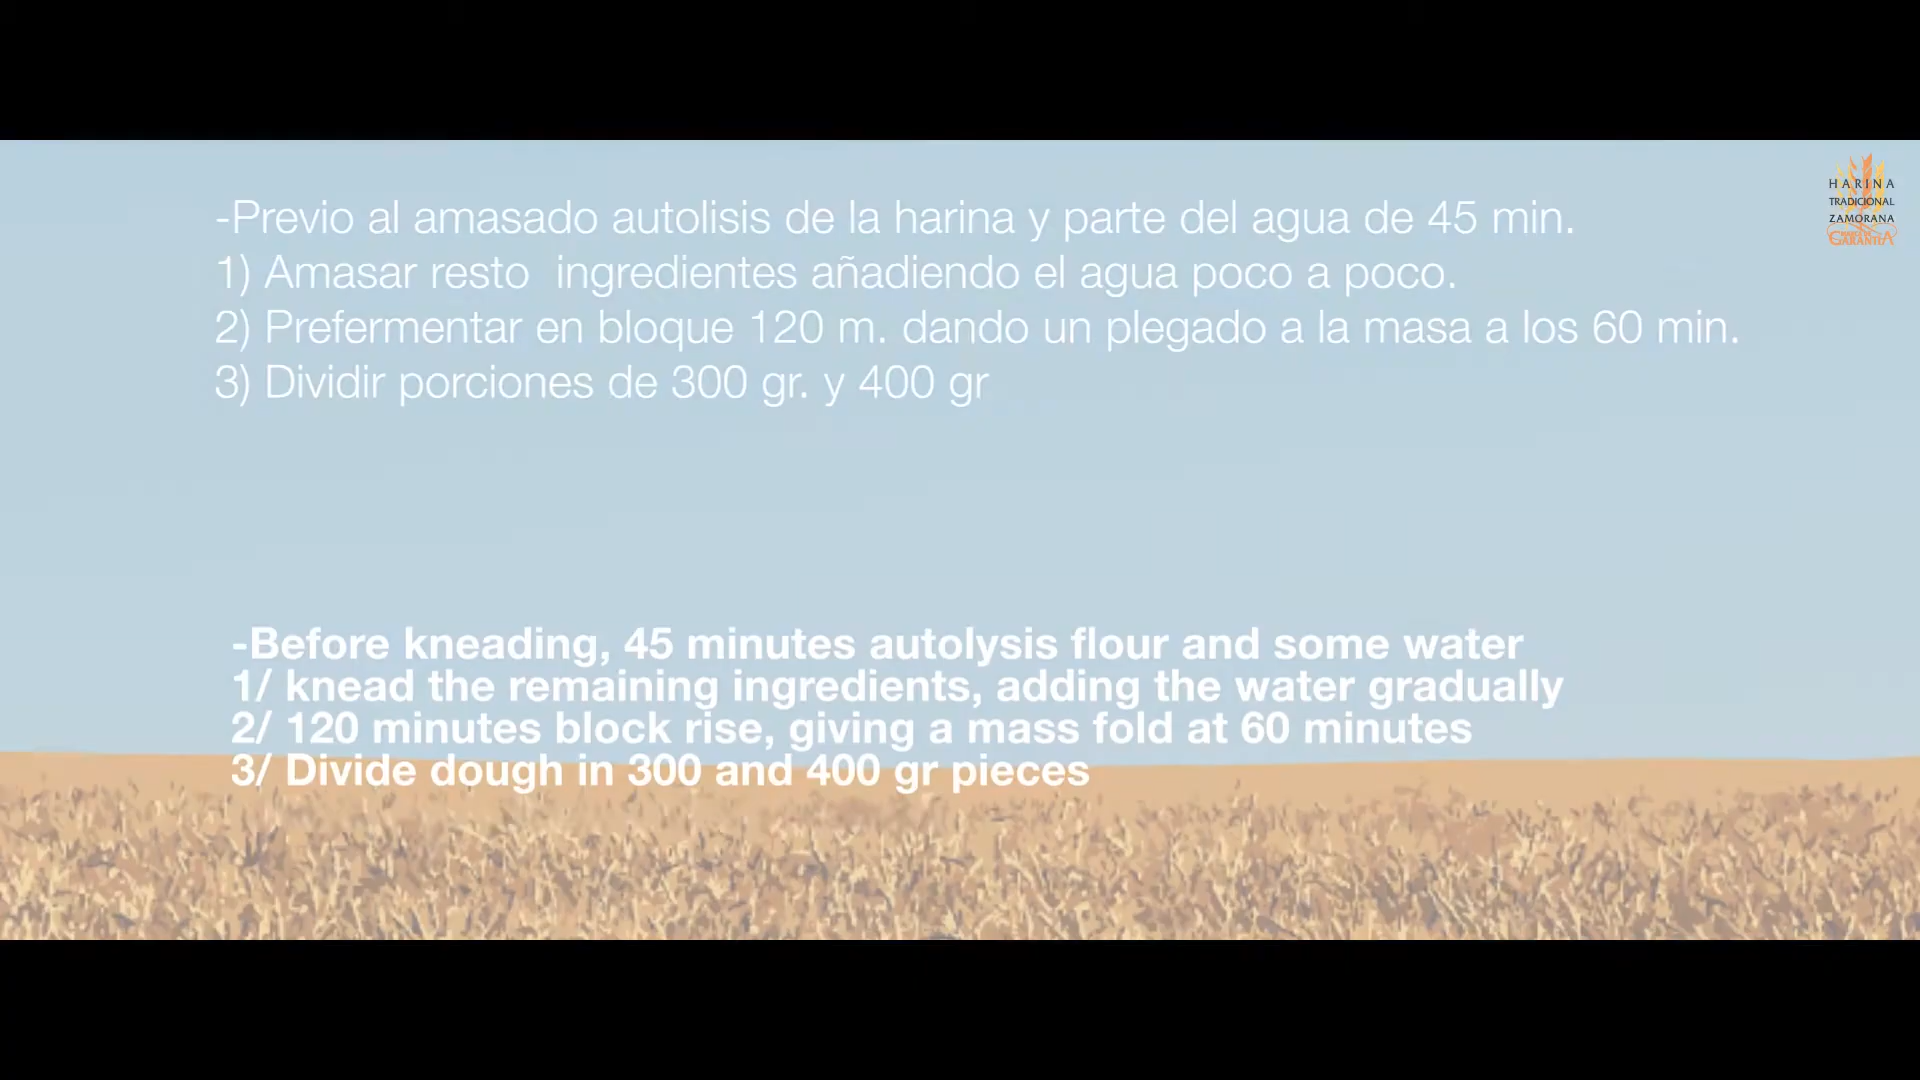 -Previo al amasado autolisis de la harina y parte del agua de 45 min.
1) Amasar resto  ingredientes añadiendo el agua poco a poco.
2) Prefermentar en bloque 120 m. dando un plegado a la masa a los 60 min.
3) Dividir porciones de 300 gr. y 400 gr
HARINA
TRADICIONAL
ZAMORANA
GARANTÍA
-Before kneading, 45 minutes autolysis flour and some water
1/ knead the remaining ingredients, adding the water gradually
2/ 120 minutes block rise, giving a mass fold at 60 minutes
3/ Divide dough in 300 and 400 gr pieces